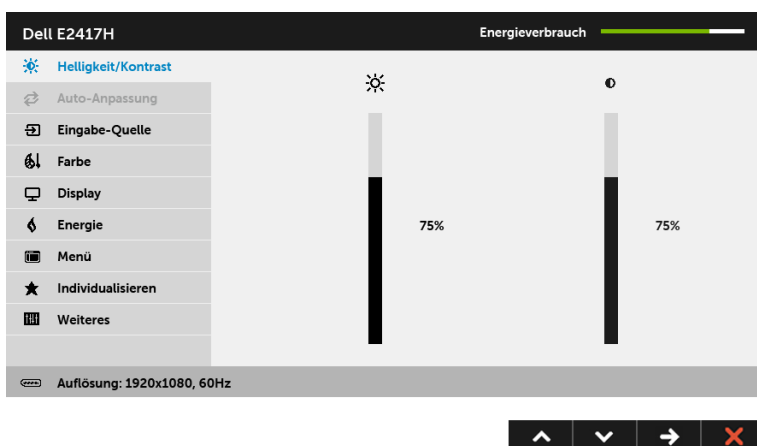 Dell E2417H
Energieverbrauch
Helligkeit/Kontrast
Auto-Anpassung
Eingabe-Quelle
Farbe
Display
Energie
Menü
Individualisieren
Weiteres
75%
75%
Auflösung: 1920x1080, 60Hz